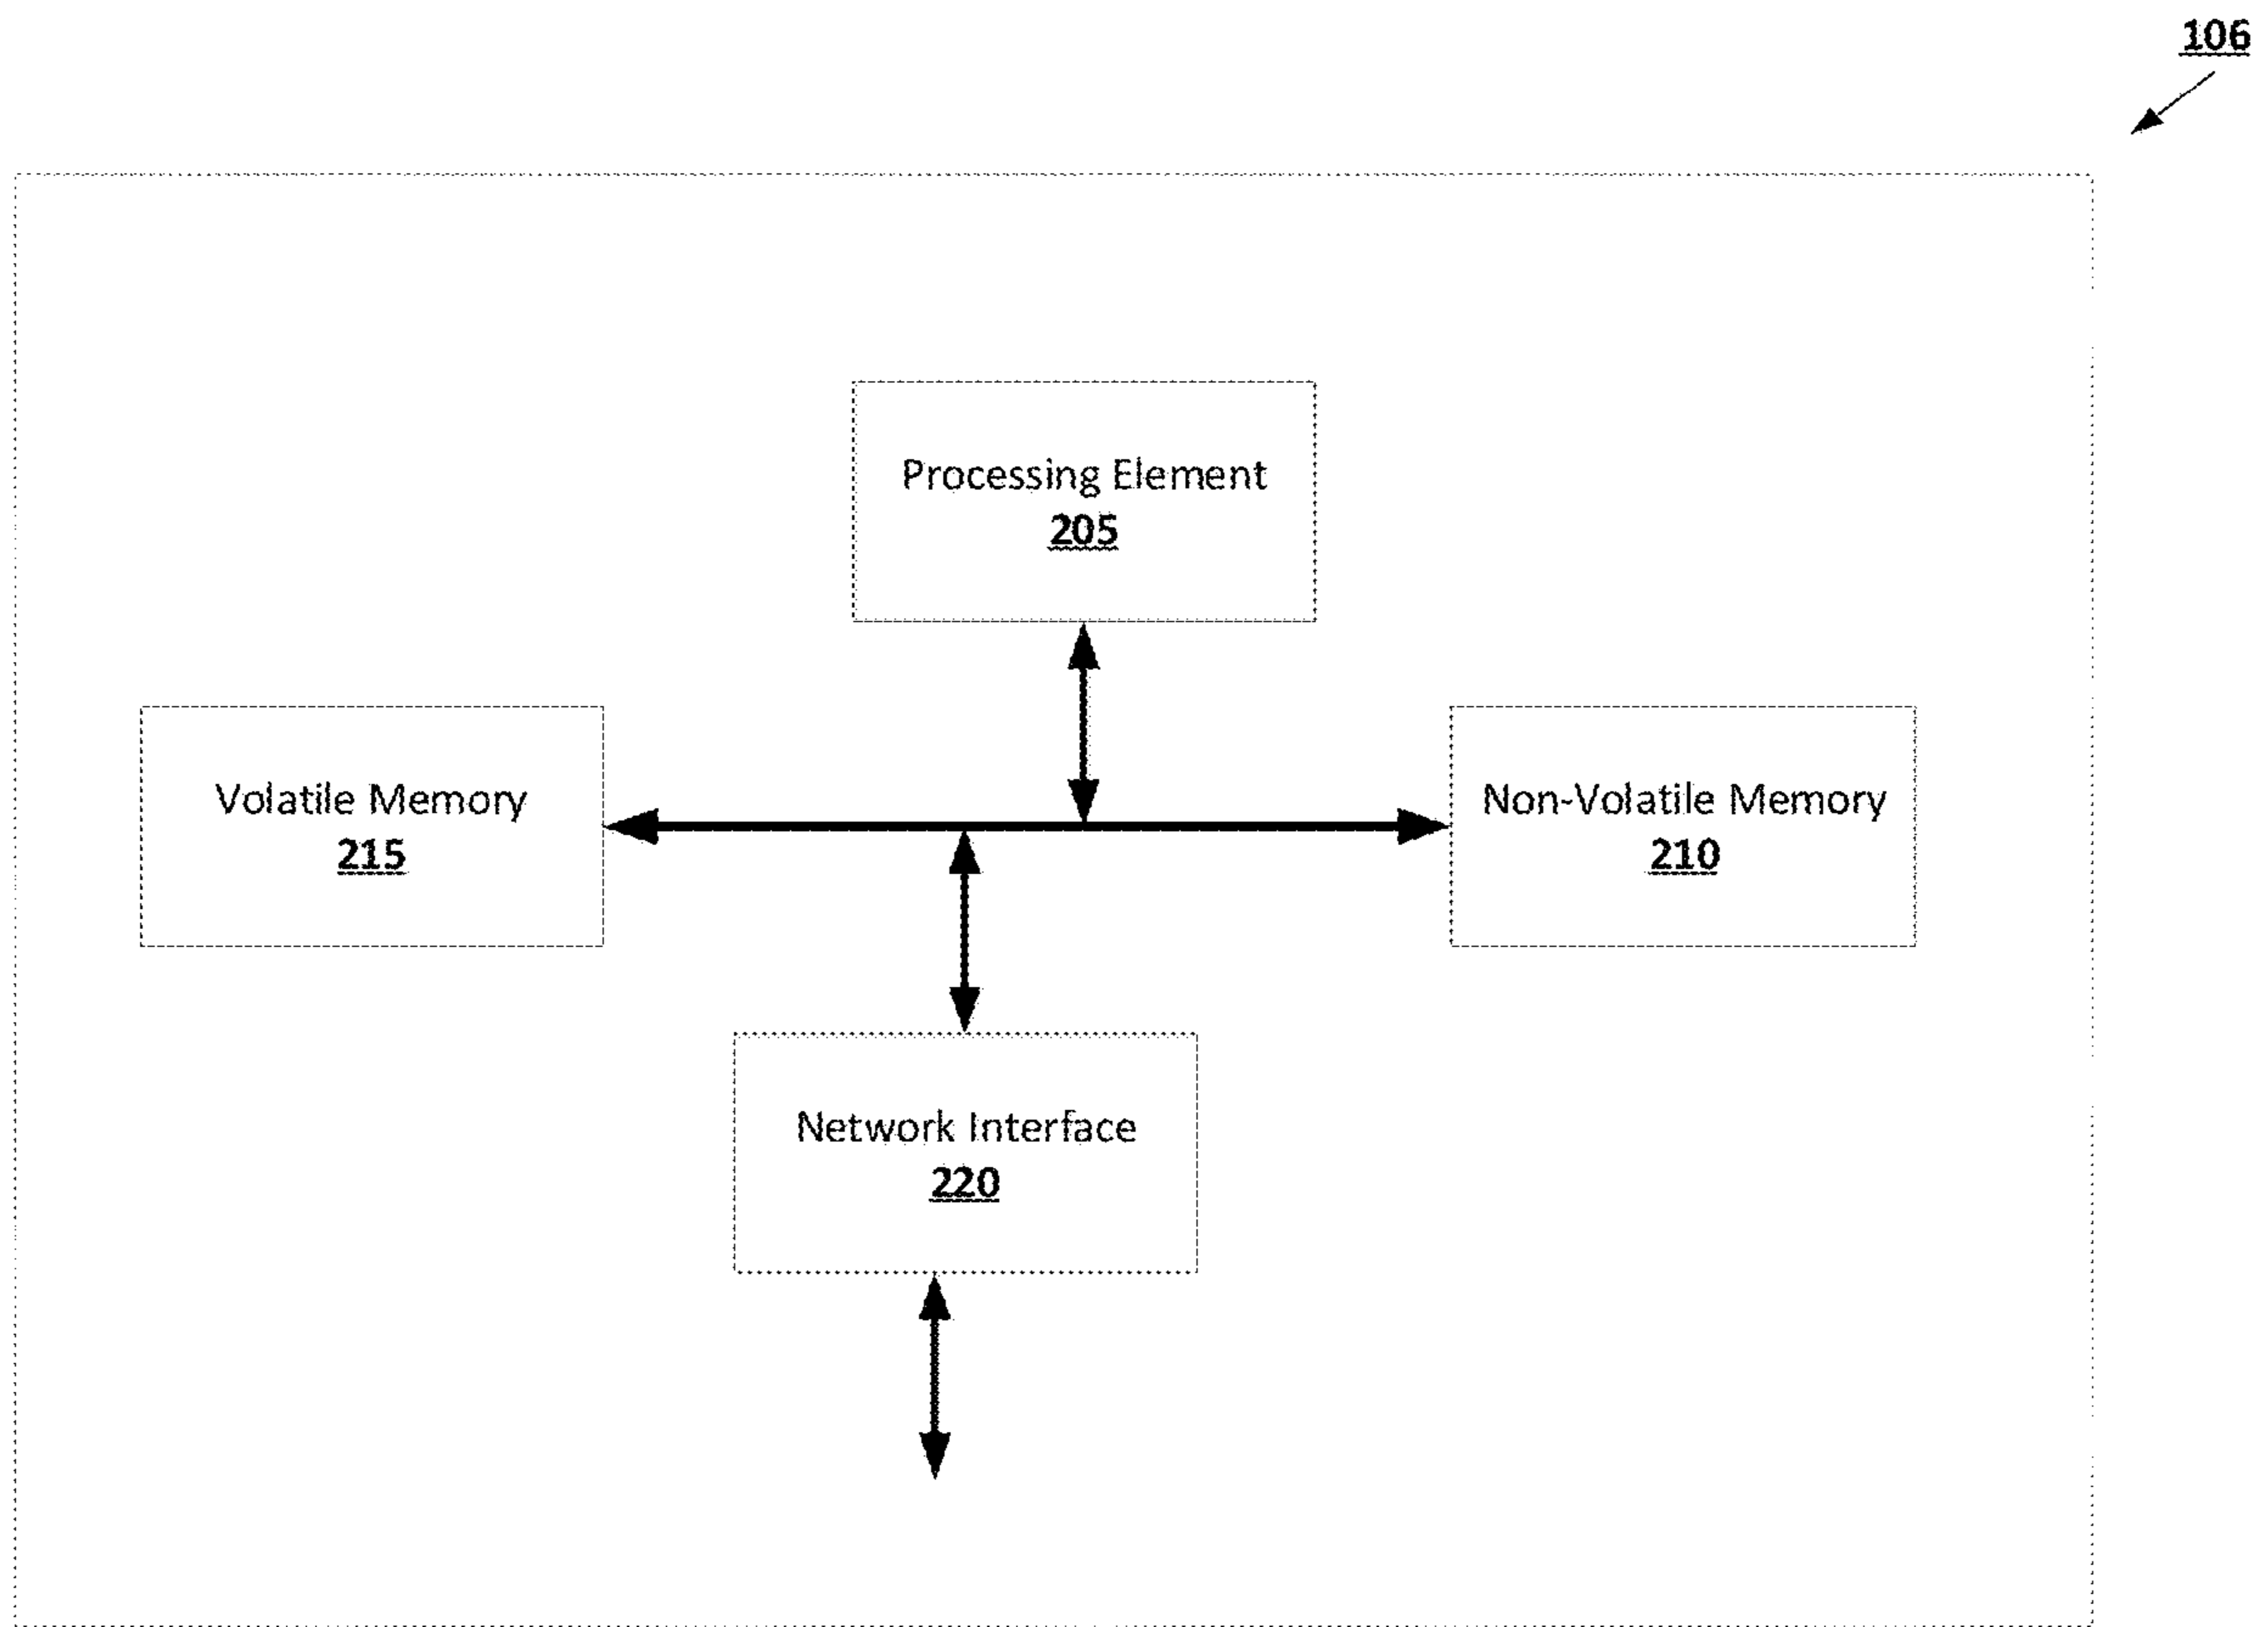 106
Processing Element
205
Volatile Memory
215
Non-Volatile Memory
210
Network Interface
220